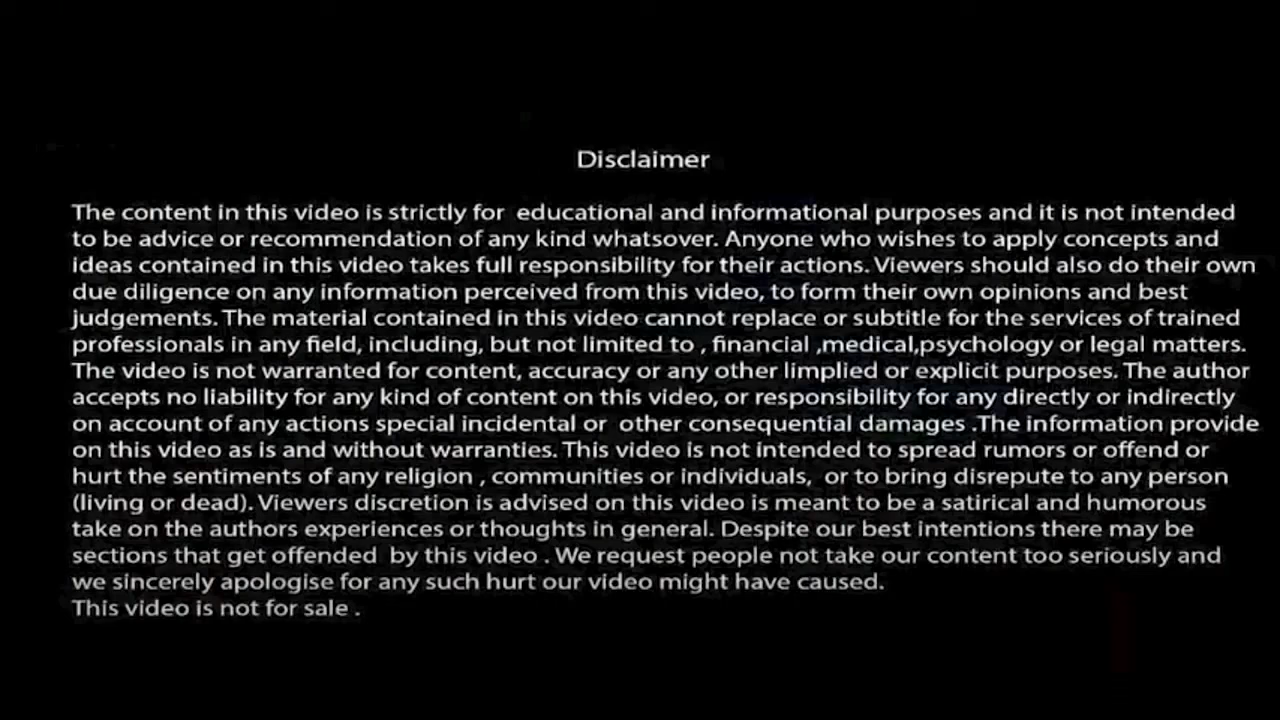 Disclaimer
The content in this video is strictly for educational and informational purposes and it is not intended
to be advice or recommendation of any kind whatsover. Anyone who wishes to apply concepts and
ideas contained in this video takes full responsibility for their actions. Viewers should also do their own
due diligence on any information perceived from this video, to form their own opinions and best
judgements. The material contained in this video cannot replace or subtitle for the services of trained
professionals in any field, including, but not limited to , financial ,medical,psychology or legal matters.
The video is not warranted for content, accuracy or any other limplied or explicit purposes. The author
accepts no liability for any kind of content on this video, or responsibility for any directly or indirectly
on account of any actions special incidental or other consequential damages .The information provide
on this video as is and without warranties. This video is not intended to spread rumors or offend or
hurt the sentiments of any religion , communities or individuals, or to bring disrepute to any person
(living or dead). Viewers discretion is advised on this video is meant to be a satirical and humorous
take on the authors experiences or thoughts in general. Despite our best intentions there may be
sections that get offended by this video . We request people not take our content too seriously and
we sincerely apologise for any such hurt our video might have caused.
This video is not for sale .